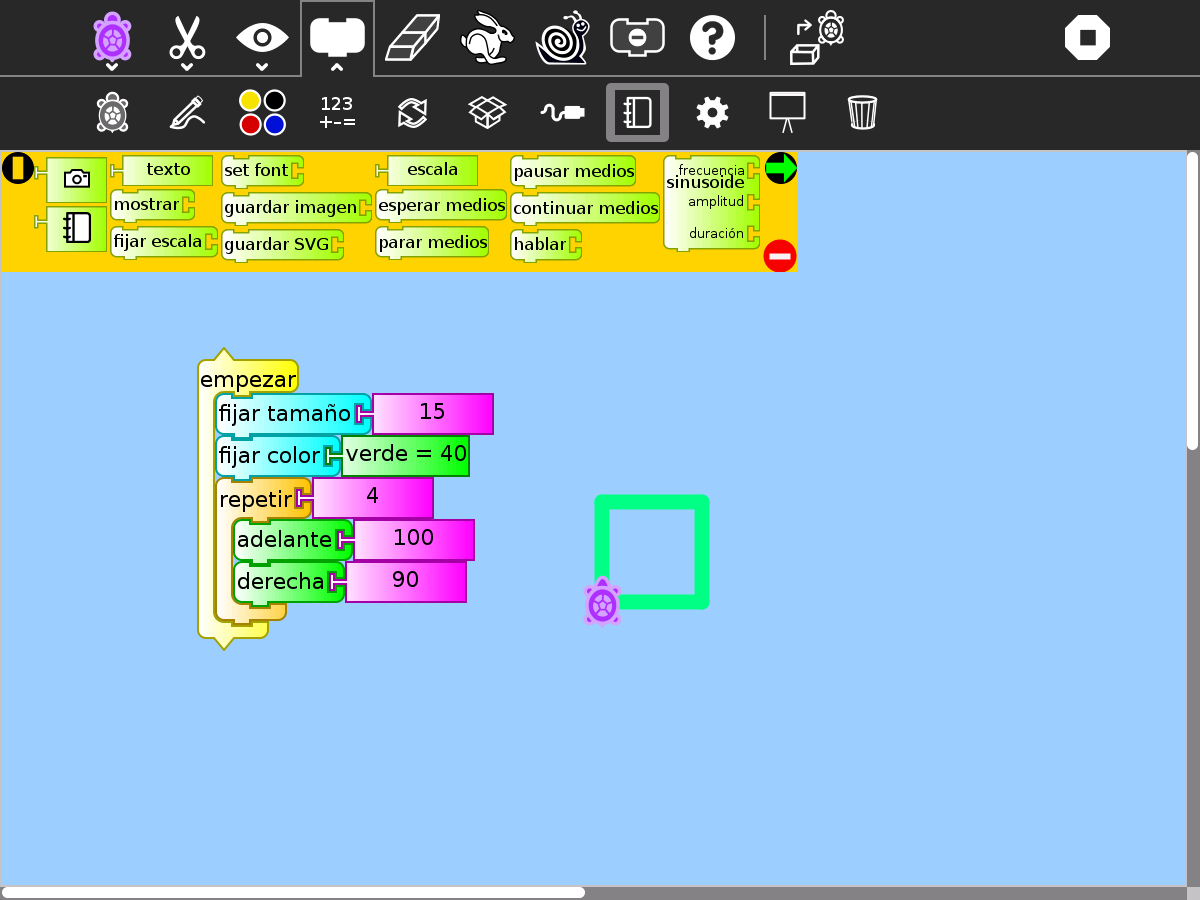 123
+-=
texto
mostrar
fijar escala
set font
guardar imagen
guardar SVG
escala
esperar medios
parar medios
pausar medios
continuar medios
hablar
frecuencia
sinusoide
amplitud
duración
empezar
fijar tamaño 15
fijar color verde = 40
repetir 4
adelante 100
derecha 90